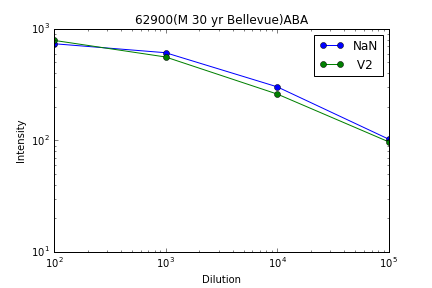 62900(M 30 yr Bellevue)ABA
10³
10²
10¹
Intensity
NaN
V2
10² 10³ 10⁴ 10⁵
Dilution